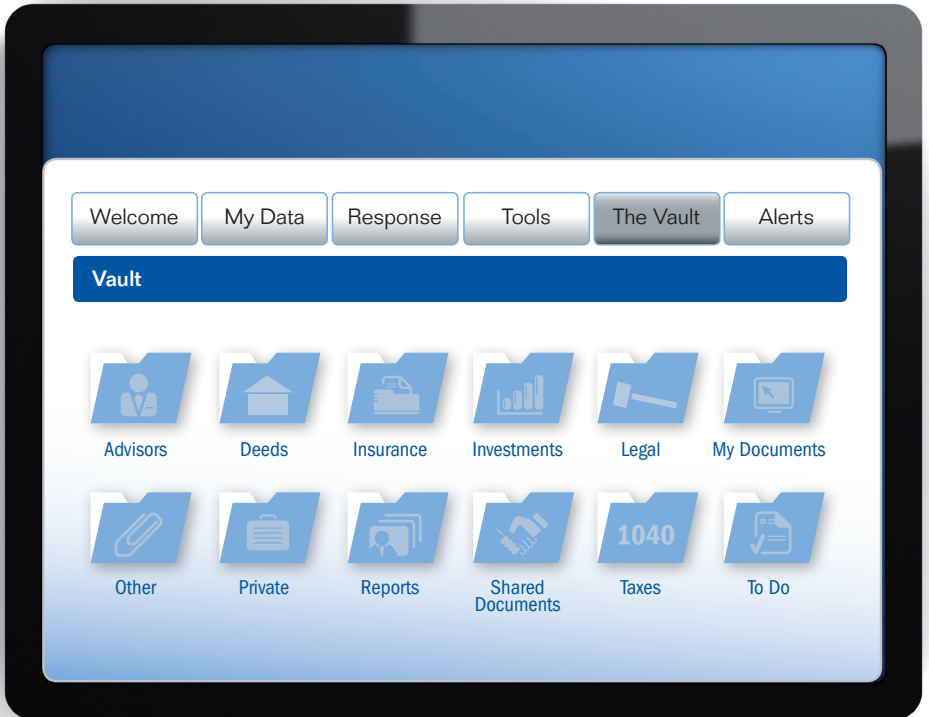 Welcome My Data Response Tools The Vault Alerts
Vault
Advisors Deeds Insurance Investments Legal My Documents
1040
Other Private Reports Shared Documents Taxes To Do